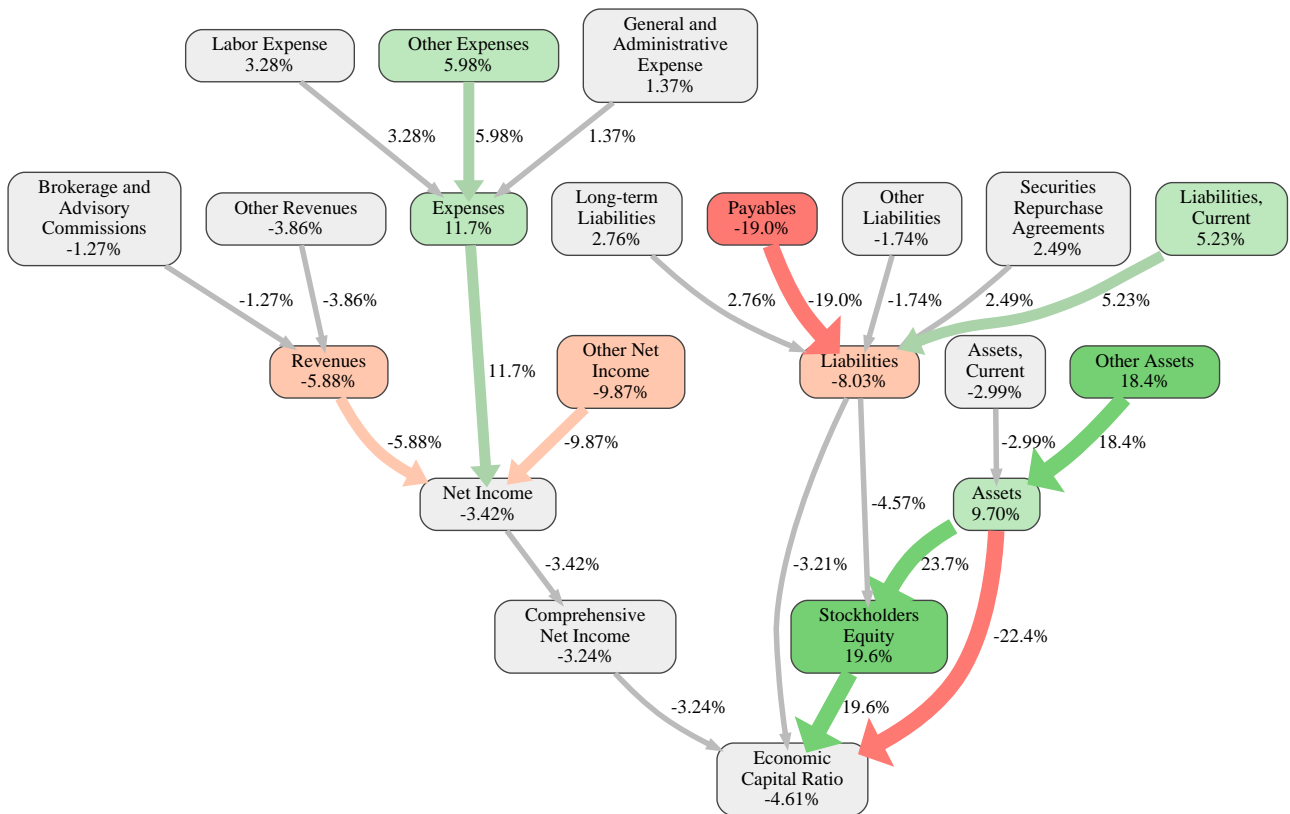 Labor Expense
3.28%
Other Expenses
5.98%
General and
Administrative
Expense
1.37%
3.28%
5.98%
1.37%
Brokerage and
Advisory
Commissions
-1.27%
Other Revenues
-3.86%
Expenses
11.7%
Long-term
Liabilities
2.76%
Payables
-19.0%
Other
Liabilities
-1.74%
Securities
Repurchase
Agreements
2.49%
Liabilities,
Current
5.23%
-1.27%
-3.86%
2.76%
-19.0%
-1.74%
2.49%
5.23%
Revenues
-5.88%
11.7%
Other Net
Income
-9.87%
Liabilities
-8.03%
Assets,
Current
-2.99%
Other Assets
18.4%
-5.88%
-9.87%
-2.99%
18.4%
Net Income
-3.42%
-4.57%
Assets
9.70%
-3.42%
-3.21%
23.7%
Comprehensive
Net Income
-3.24%
Stockholders
Equity
19.6%
-22.4%
-3.24%
19.6%
Economic
Capital Ratio
-4.61%